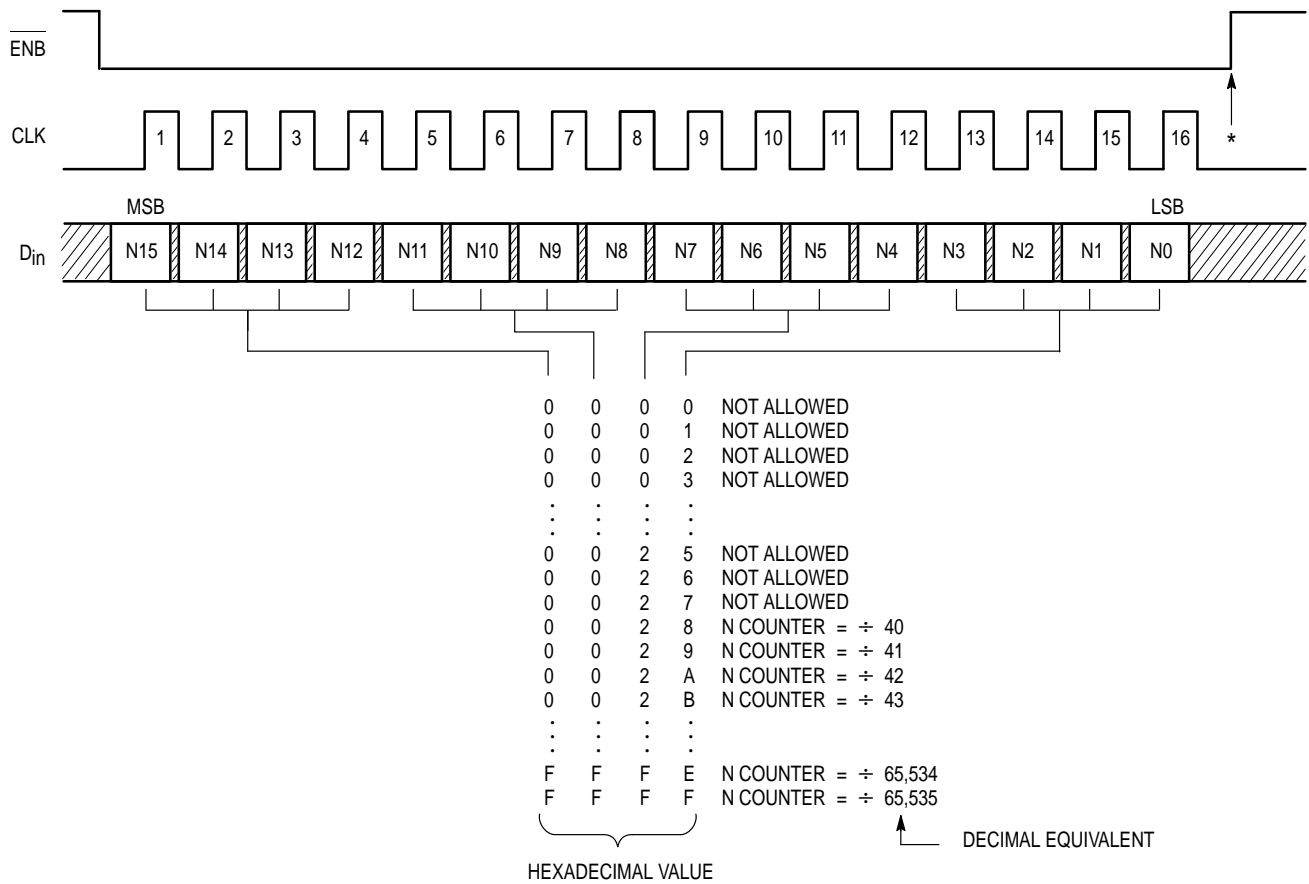 ENB
CLK 1 2 3 4 5 6 7 8 9 10 11 12 13 14 15 16 *
MSB LSB
Din N15 N14 N13 N12 N11 N10 N9 N8 N7 N6 N5 N4 N3 N2 N1 N0
0 0 0 0 NOT ALLOWED
0 0 0 1 NOT ALLOWED
0 0 0 2 NOT ALLOWED
0 0 0 3 NOT ALLOWED
0 0 2 5 NOT ALLOWED
0 0 2 6 NOT ALLOWED
0 0 2 7 NOT ALLOWED
0 0 2 8 N COUNTER = ÷ 40
0 0 2 9 N COUNTER = ÷ 41
0 0 2 A N COUNTER = ÷ 42
0 0 2 B N COUNTER = ÷ 43
F F F E N COUNTER = ÷ 65,534
F F F F N COUNTER = ÷ 65,535
DECIMAL EQUIVALENT
HEXADECIMAL VALUE